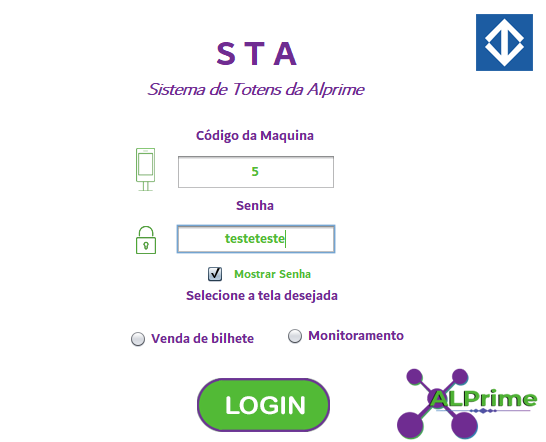 S T A
Sistema de Totens da Alprime
Código da Maquina
5
Senha
testeteste
Mostrar Senha
Selecione a tela desejada
Venda de bilhete
Monitoramento
LOGIN
ALPrime